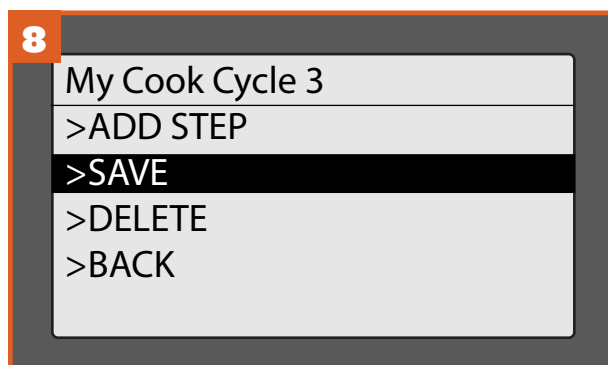 8
My Cook Cycle 3
>ADD STEP
>SAVE
>DELETE
>BACK